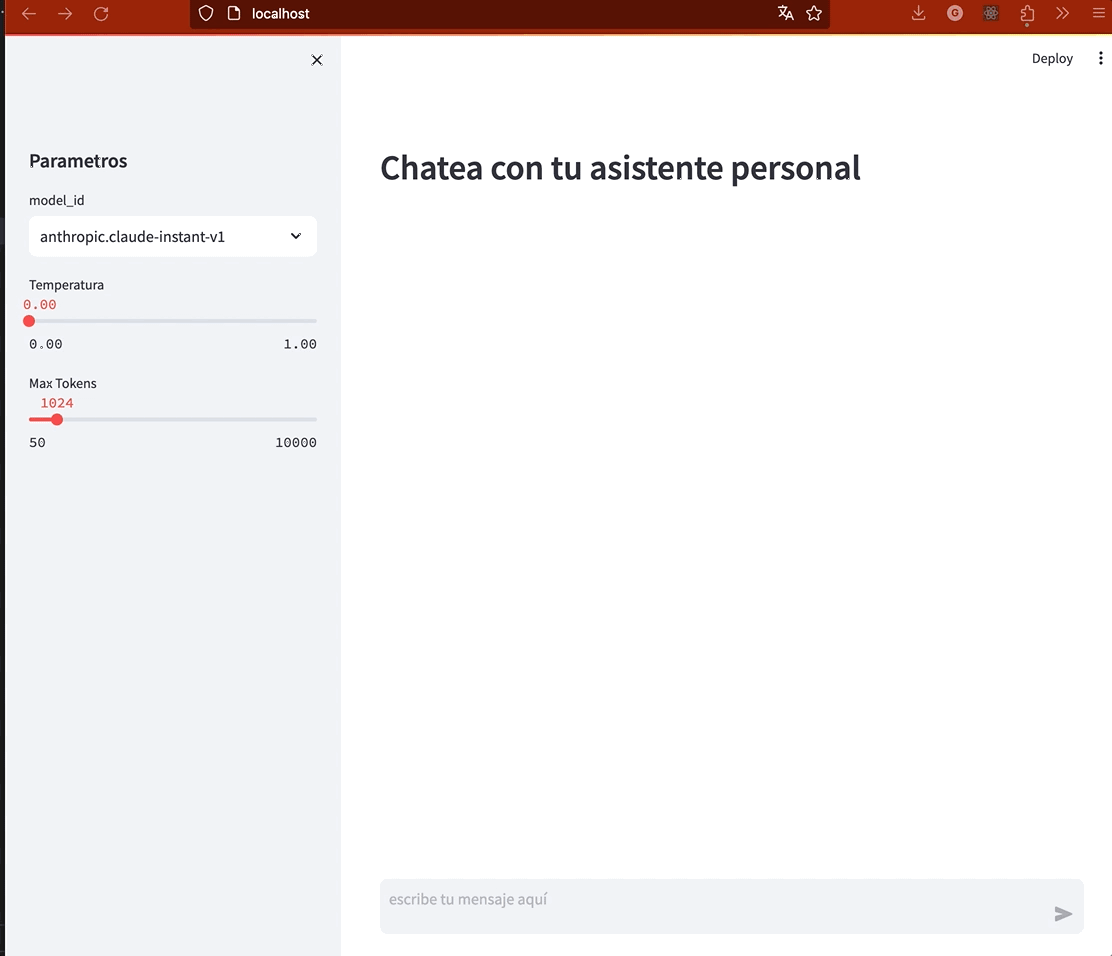 localhost
Deploy
Parametros
model_id
anthropic.claude-instant-v1
Temperatura
0.00
0.00 1.00
Max Tokens
1024
50 10000
Chatea con tu asistente personal
escribe tu mensaje aquí